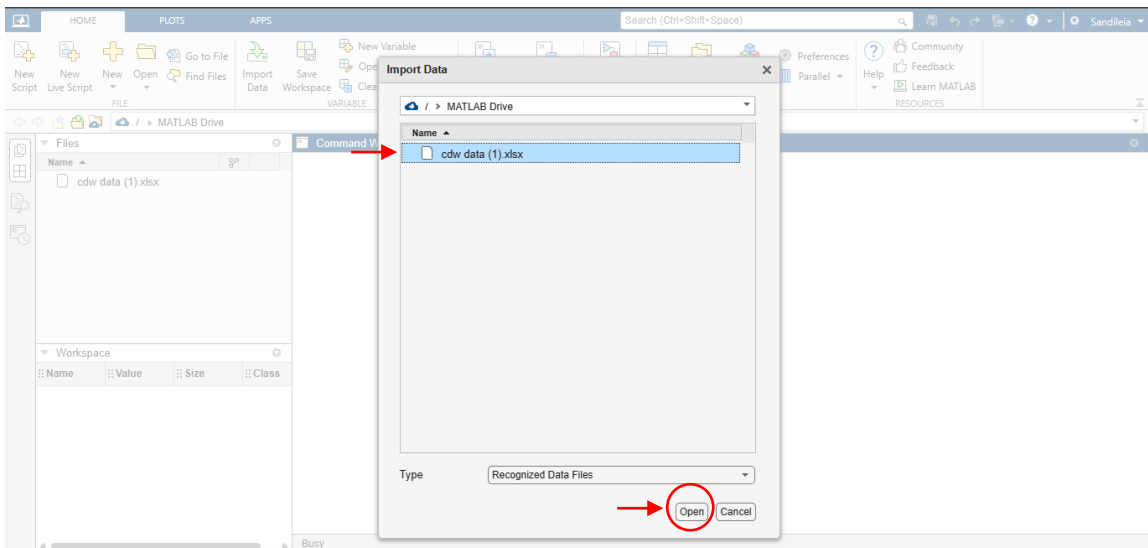 HOME PLOTS APPS
Search (Ctrl+Shift+Space)
Sandileia
New Script
New Live Script
New
Open
Go to File
Find Files
Import Data
Save Workspace
New Variable
Ope
Clea
Preferences
Parallel
Help
Community
Feedback
Learn MATLAB
FILE
VARIABLE
RESOURCES
/ > MATLAB Drive
Files
Name
cdw data (1).xlsx
Workspace
Name Value Size Class
Command W
Busy
Import Data
/ > MATLAB Drive
Name
cdw data (1).xlsx
Type Recognized Data Files
Open Cancel